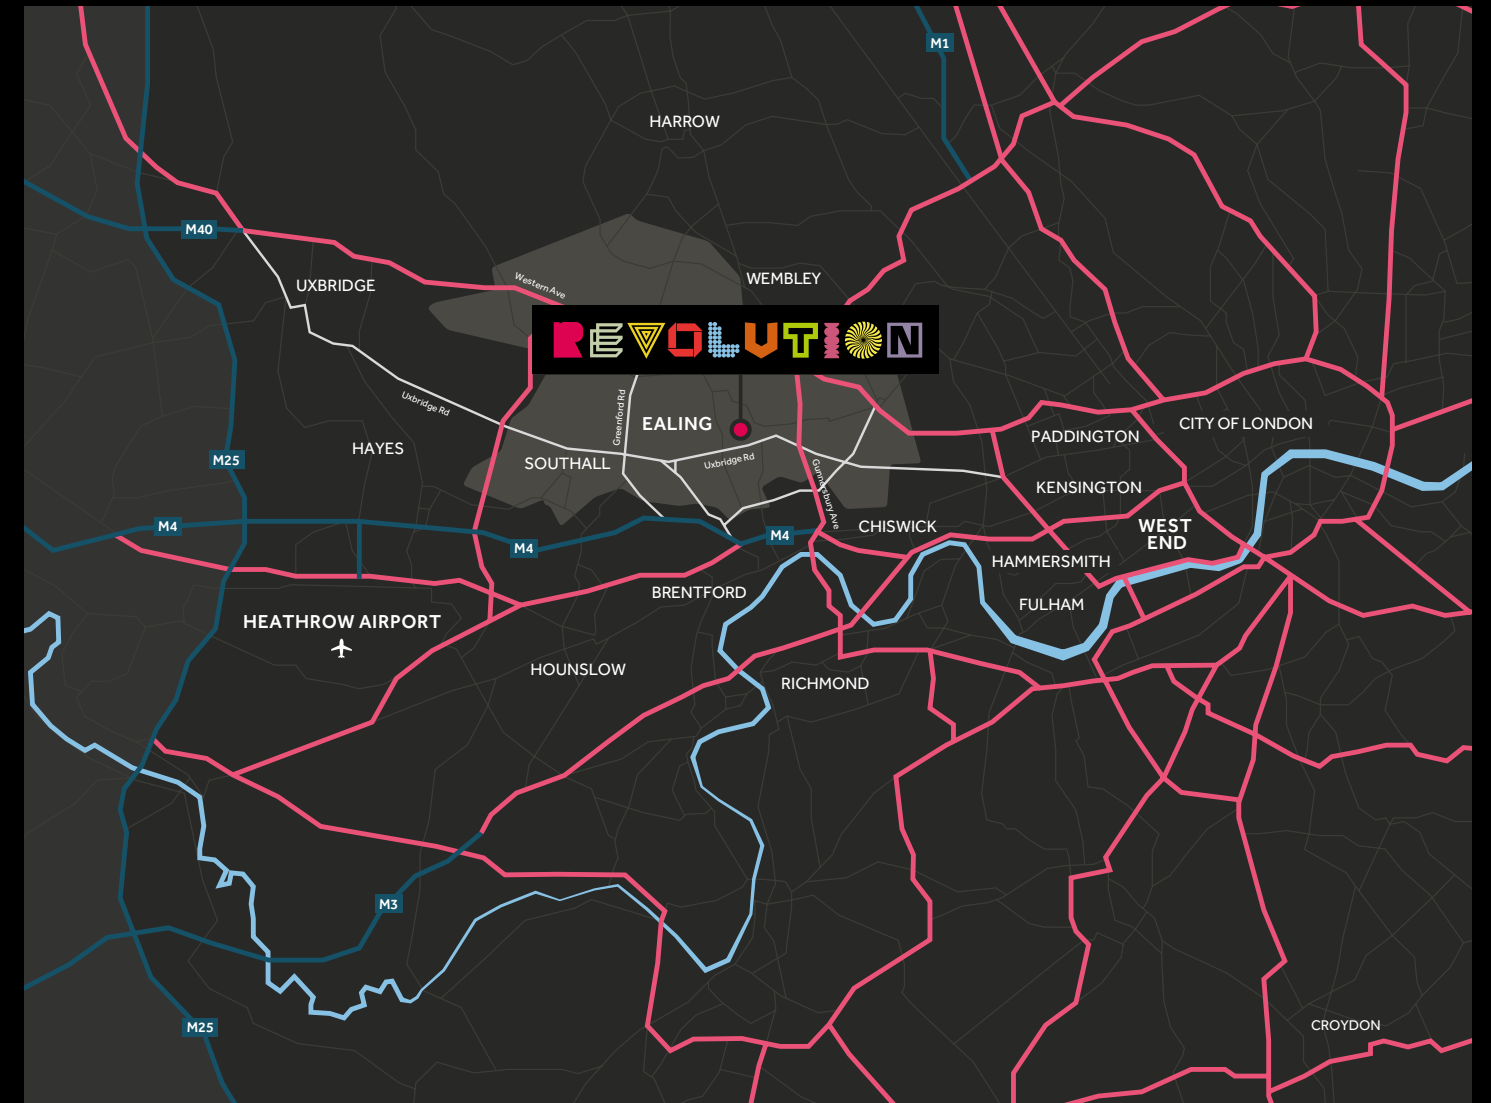 M1
HARROW
M40
UXBRIDGE
Western Ave
WEMBLEY
REVOLUTION
Uxbridge Rd
Greenford Rd
EALING
CITY OF LONDON
PADDINGTON
HAYES
M25
SOUTHALL
Uxbridge Rd
Gunnersbury Ave
KENSINGTON
M4
M4
M4
CHISWICK
WEST
END
HAMMERSMITH
BRENTFORD
FULHAM
HEATHROW AIRPORT
HOUNSLOW
RICHMOND
M3
M25
CROYDON